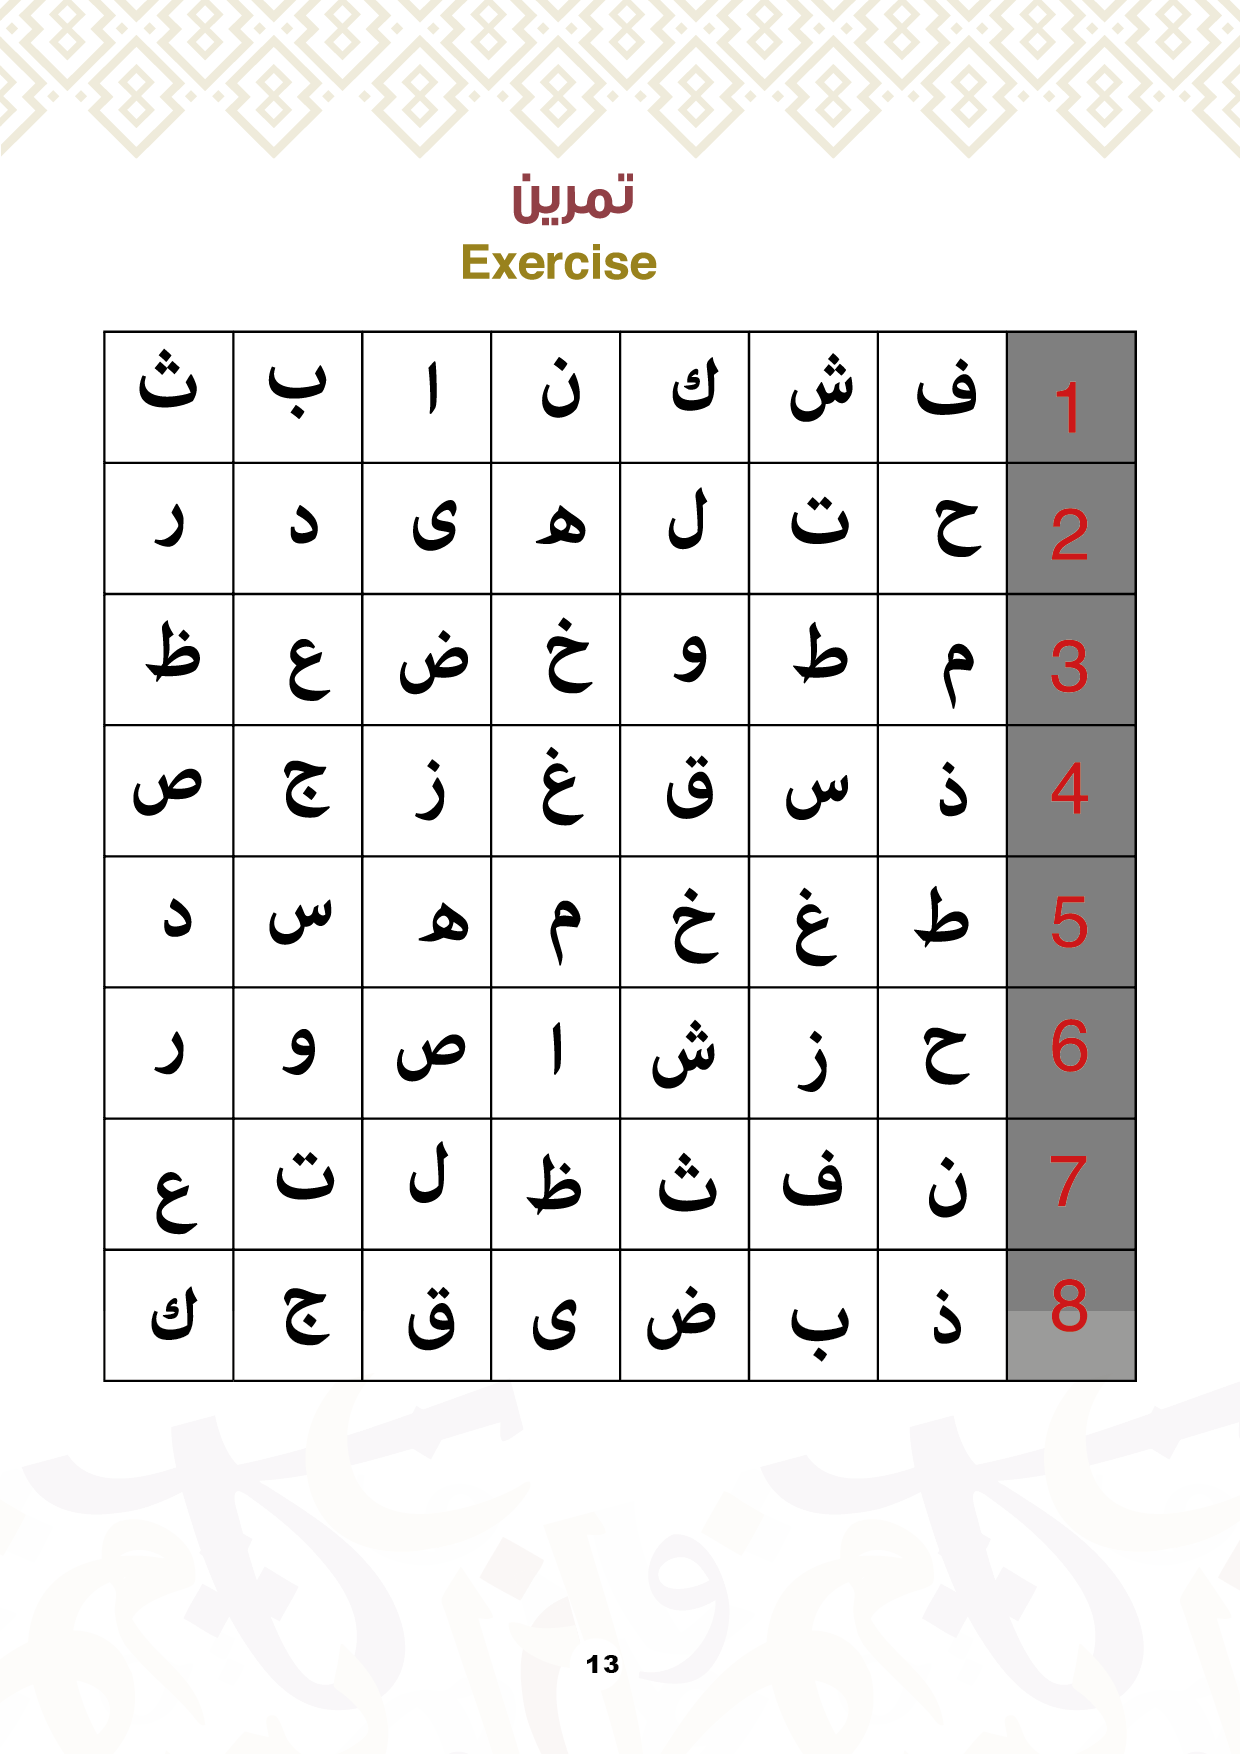 تمرين
Exercise
1 ف ش ك ن ا ب ث
2 ح ت ل ه ى د ر
3 م ط و خ ض ع ظ
4 ذ س ق غ ز ج ص
5 ط غ خ م ه س د
6 ح ز ش ا ص و ر
7 ن ف ث ظ ل ت ع
8 ذ ب ض ى ق ج ك
13